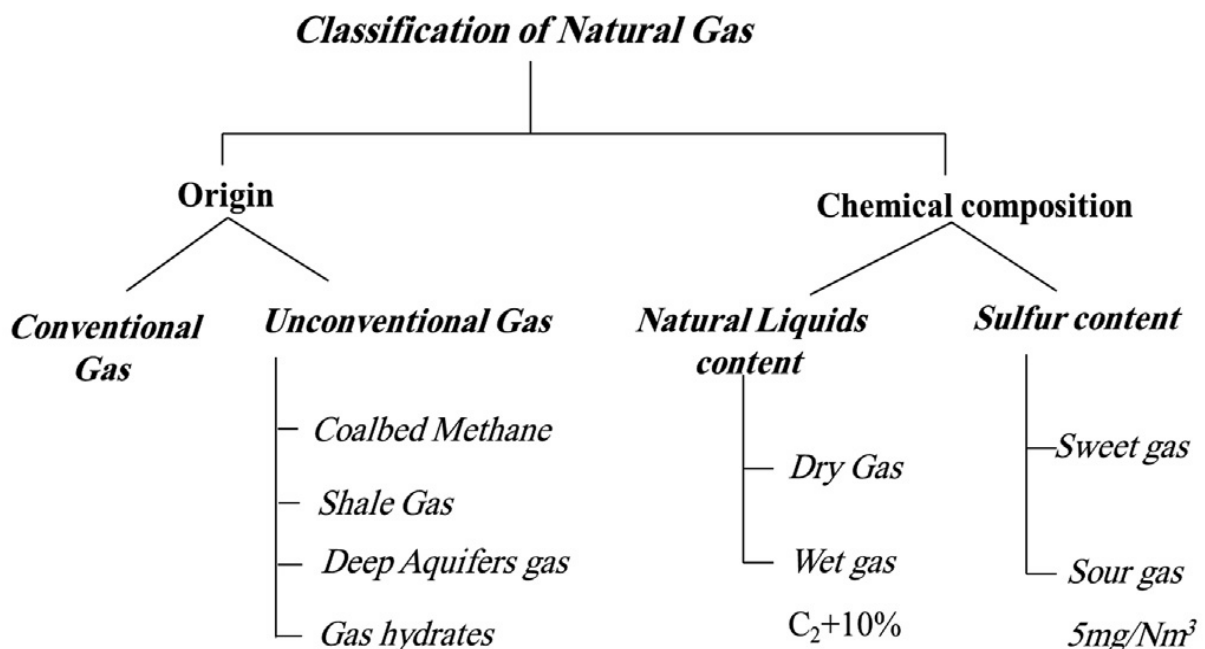 Classification of Natural Gas
Origin
Chemical composition
Conventional
Gas
Unconventional Gas
Coalbed Methane
Shale Gas
Deep Aquifers gas
Gas hydrates
Natural Liquids
content
Dry Gas
Wet gas
C₂+10%
Sulfur content
Sweet gas
Sour gas
5mg/Nm³